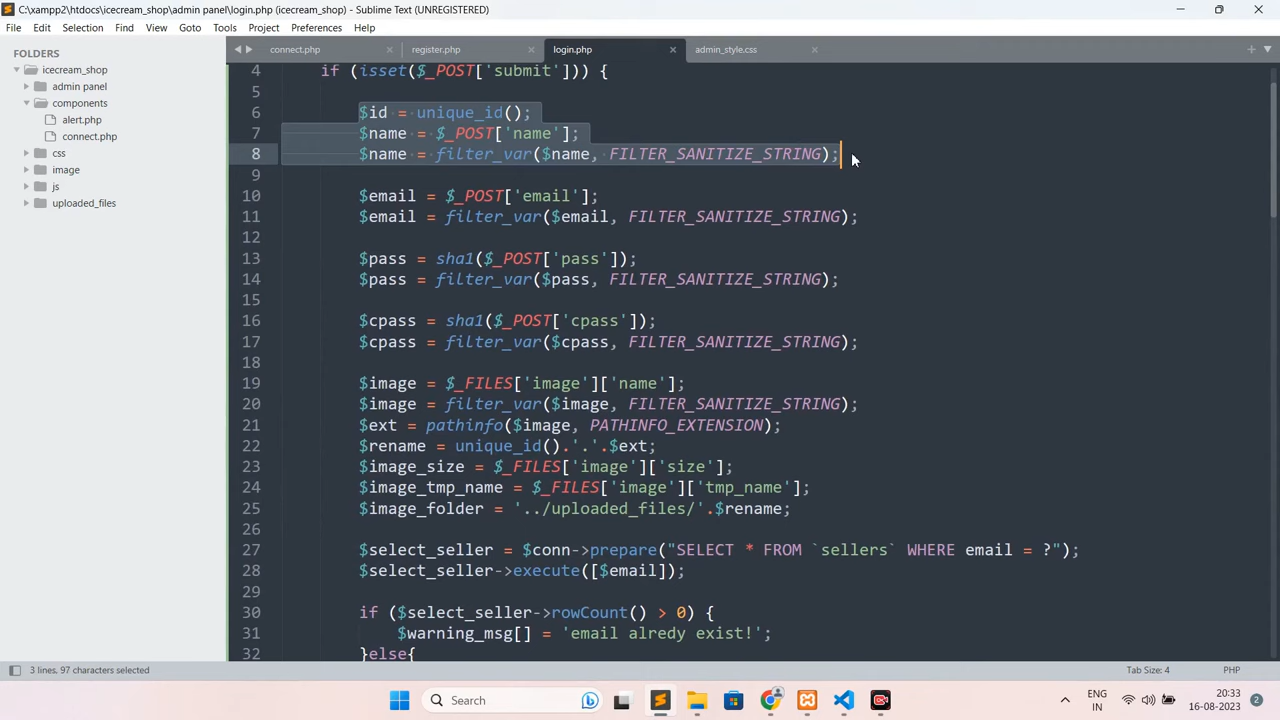 C:\xampp2\htdocs\icecream_shop\admin panel\login.php (icecream_shop) - Sublime Text (UNREGISTERED)
File Edit Selection Find View Goto Tools Project Preferences Help
FOLDERS
icecream_shop
admin panel
components
alert.php
connect.php
css
image
js
uploaded_files
connect.php register.php login.php admin_style.css
4 if (isset($_POST['submit'])) {
5
6 $id = unique_id();
7 $name = $_POST['name'];
8 $name = filter_var($name, FILTER_SANITIZE_STRING);
9
10 $email = $_POST['email'];
11 $email = filter_var($email, FILTER_SANITIZE_STRING);
12
13 $pass = sha1($_POST['pass']);
14 $pass = filter_var($pass, FILTER_SANITIZE_STRING);
15
16 $cpass = sha1($_POST['cpass']);
17 $cpass = filter_var($cpass, FILTER_SANITIZE_STRING);
18
19 $image = $_FILES['image']['name'];
20 $image = filter_var($image, FILTER_SANITIZE_STRING);
21 $ext = pathinfo($image, PATHINFO_EXTENSION);
22 $rename = unique_id().'.'.$ext;
23 $image_size = $_FILES['image']['size'];
24 $image_tmp_name = $_FILES['image']['tmp_name'];
25 $image_folder = '../uploaded_files/'.$rename;
26
27 $select_seller = $conn->prepare("SELECT * FROM `sellers` WHERE email = ?");
28 $select_seller->execute([$email]);
29
30 if ($select_seller->rowCount() > 0) {
31 $warning_msg[] = 'email alredy exist!';
32 }else{
3 lines, 97 characters selected Tab Size: 4 PHP
Search
ENG
IN
20:33
16-08-2023
2